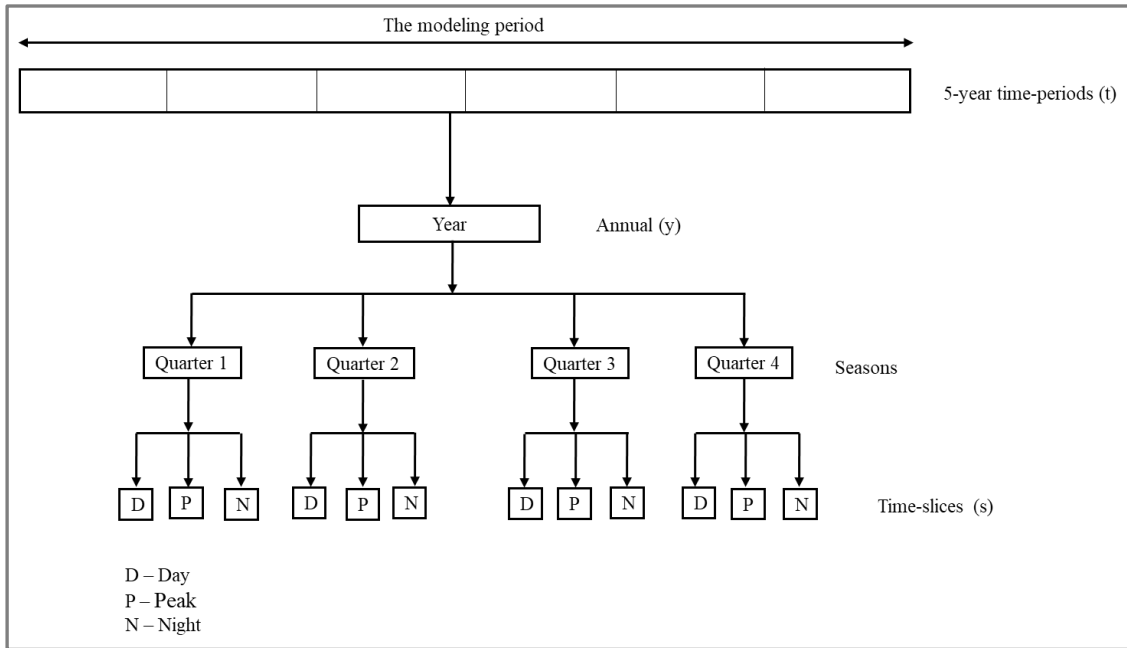 The modeling period
5-year time-periods (t)
Year
Annual (y)
Quarter 1
Quarter 2
Quarter 3
Quarter 4
Seasons
D
P
N
D
P
N
D
P
N
D
P
N
Time-slices (s)
D – Day
P – Peak
N – Night